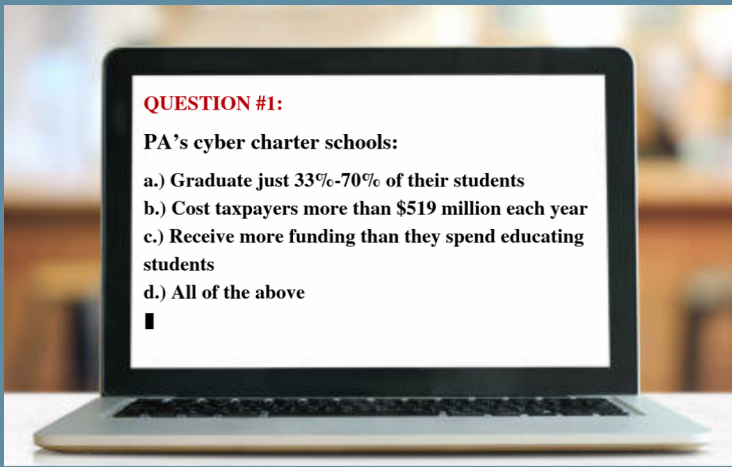 QUESTION #1:
PA’s cyber charter schools:
a.) Graduate just 33%-70% of their students
b.) Cost taxpayers more than $519 million each year
c.) Receive more funding than they spend educating
students
d.) All of the above